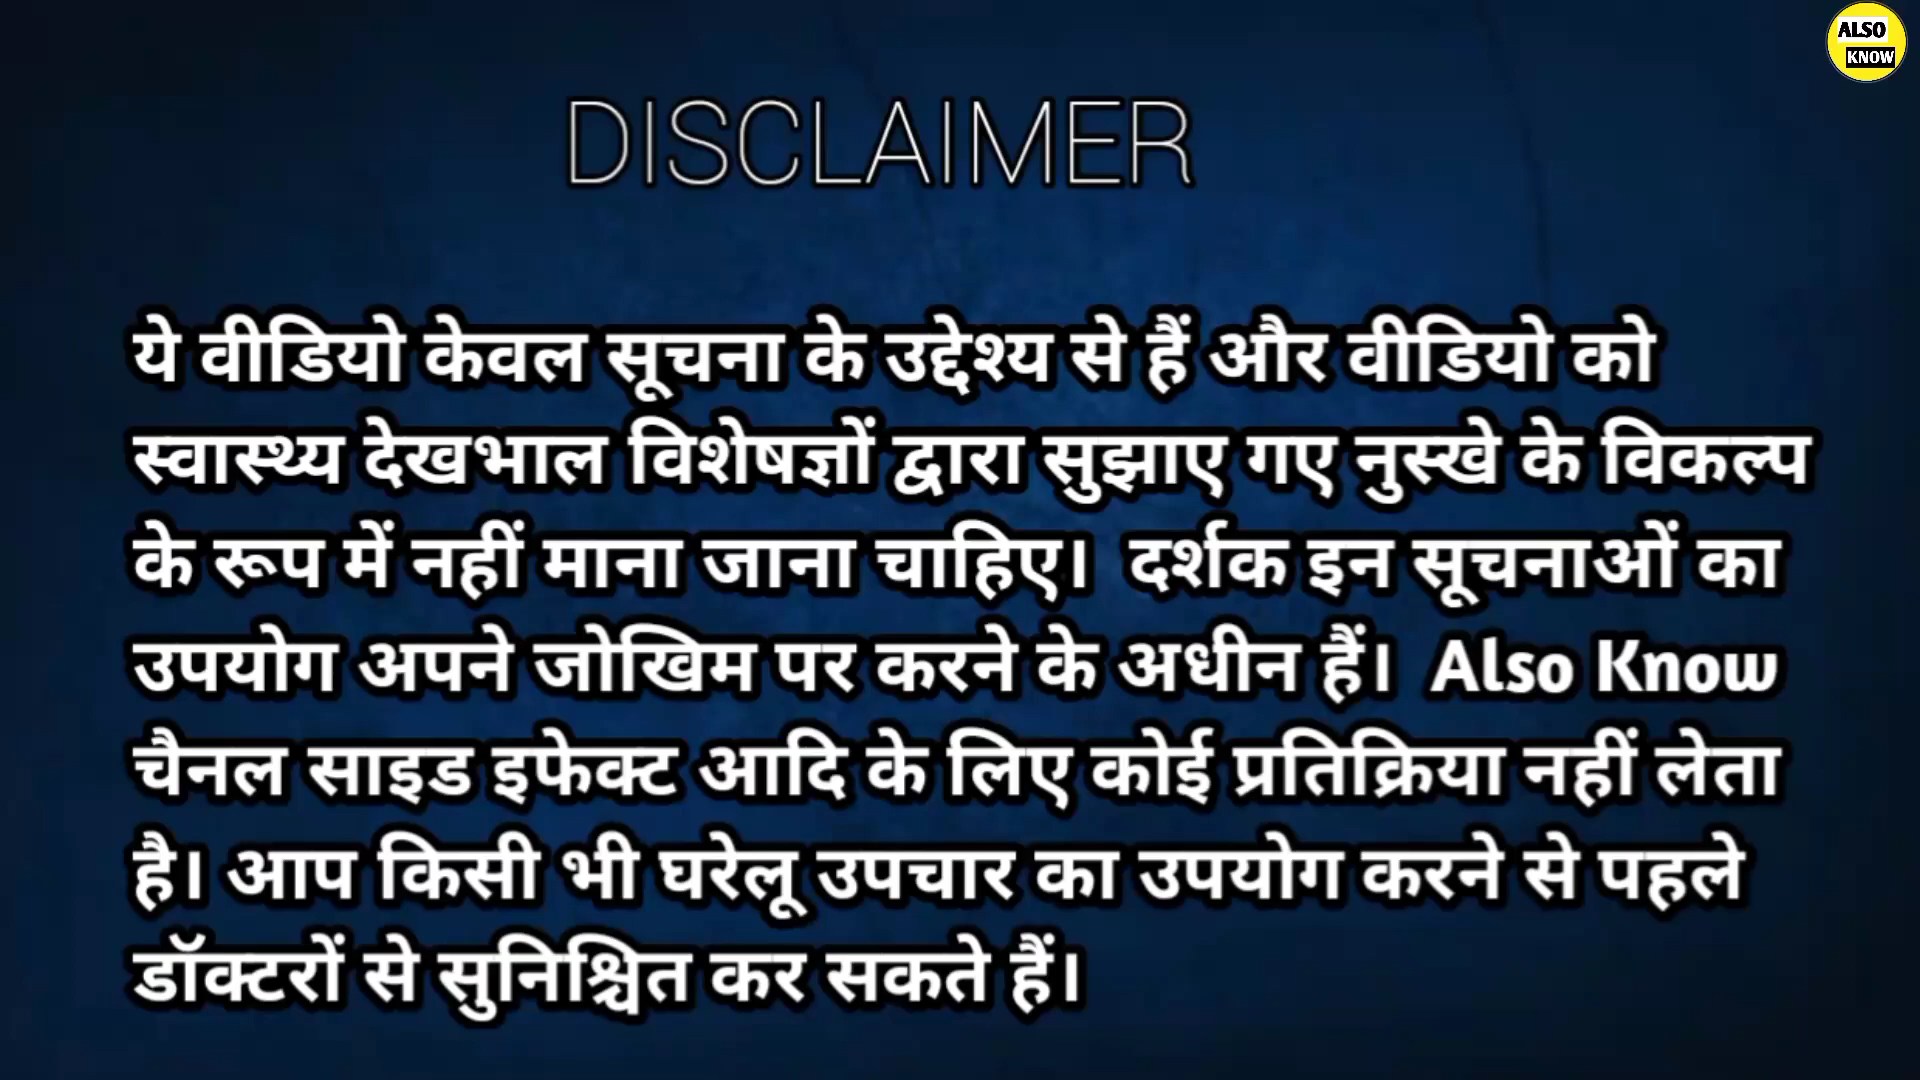 ALSO
KNOW
DISCLAIMER
ये वीडियो केवल सूचना के उद्देश्य से हैं और वीडियो को
स्वास्थ्य देखभाल विशेषज्ञों द्वारा सुझाए गए नुस्खे के विकल्प
के रूप में नहीं माना जाना चाहिए। दर्शक इन सूचनाओं का
उपयोग अपने जोखिम पर करने के अधीन हैं। Also Know
चैनल साइड इफेक्ट आदि के लिए कोई प्रतिक्रिया नहीं लेता
है। आप किसी भी घरेलू उपचार का उपयोग करने से पहले
डॉक्टरों से सुनिश्चित कर सकते हैं।